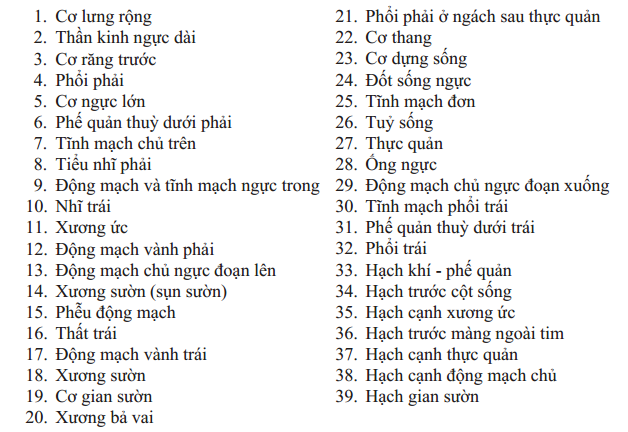 1. Cơ lưng rộng
2. Thần kinh ngực dài
3. Cơ răng trước
4. Phổi phải
5. Cơ ngực lớn
6. Phế quản thuỳ dưới phải
7. Tĩnh mạch chủ trên
8. Tiểu nhĩ phải
9. Động mạch và tĩnh mạch ngực trong
10. Nhĩ trái
11. Xương ức
12. Động mạch vành phải
13. Động mạch chủ ngực đoạn lên
14. Xương sườn (sụn sườn)
15. Phễu động mạch
16. Thất trái
17. Động mạch vành trái
18. Xương sườn
19. Cơ gian sườn
20. Xương bả vai
21. Phổi phải ở ngách sau thực quản
22. Cơ thang
23. Cơ dựng sống
24. Đốt sống ngực
25. Tĩnh mạch đơn
26. Tuỷ sống
27. Thực quản
28. Ống ngực
29. Động mạch chủ ngực đoạn xuống
30. Tĩnh mạch phổi trái
31. Phế quản thuỳ dưới trái
32. Phổi trái
33. Hạch khí - phế quản
34. Hạch trước cột sống
35. Hạch cạnh xương ức
36. Hạch trước màng ngoài tim
37. Hạch cạnh thực quản
38. Hạch cạnh động mạch chủ
39. Hạch gian sườn